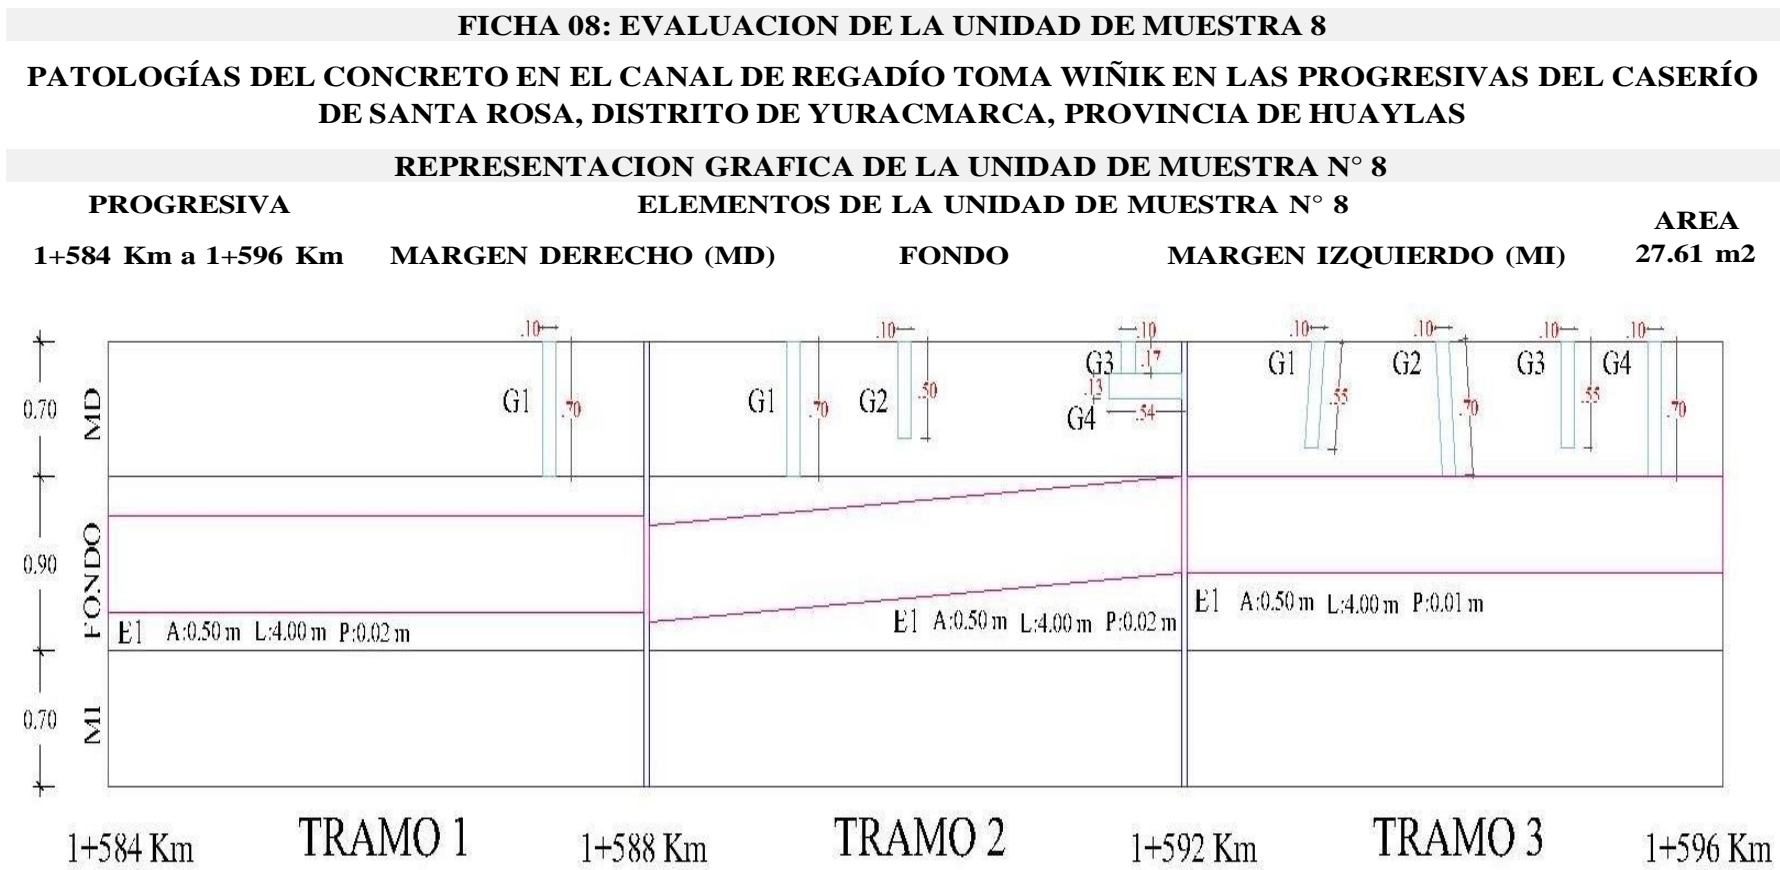 FICHA 08: EVALUACION DE LA UNIDAD DE MUESTRA 8
PATOLOGÍAS DEL CONCRETO EN EL CANAL DE REGADÍO TOMA WIÑIK EN LAS PROGRESIVAS DEL CASERÍO
DE SANTA ROSA, DISTRITO DE YURACMARCA, PROVINCIA DE HUAYLAS
REPRESENTACION GRAFICA DE LA UNIDAD DE MUESTRA N° 8
PROGRESIVA ELEMENTOS DE LA UNIDAD DE MUESTRA N° 8 AREA
1+584 Km a 1+596 Km MARGEN DERECHO (MD) FONDO MARGEN IZQUIERDO (MI) 27.61 m2
.10 .10 .10 .10 .10 .10 .10
G3 .17 G1 G2 G3 G4
0.70 MD G1 .70 G1 .70 G2 .50 .13 .54 G4 .55 .70 .55 .70
0.90 FONDO
E1 A:0.50 m L:4.00 m P:0.02 m
E1 A:0.50 m L:4.00 m P:0.02 m
E1 A:0.50 m L:4.00 m P:0.01 m
0.70 MI
TRAMO 1 TRAMO 2 TRAMO 3
1+584 Km 1+588 Km 1+592 Km 1+596 Km